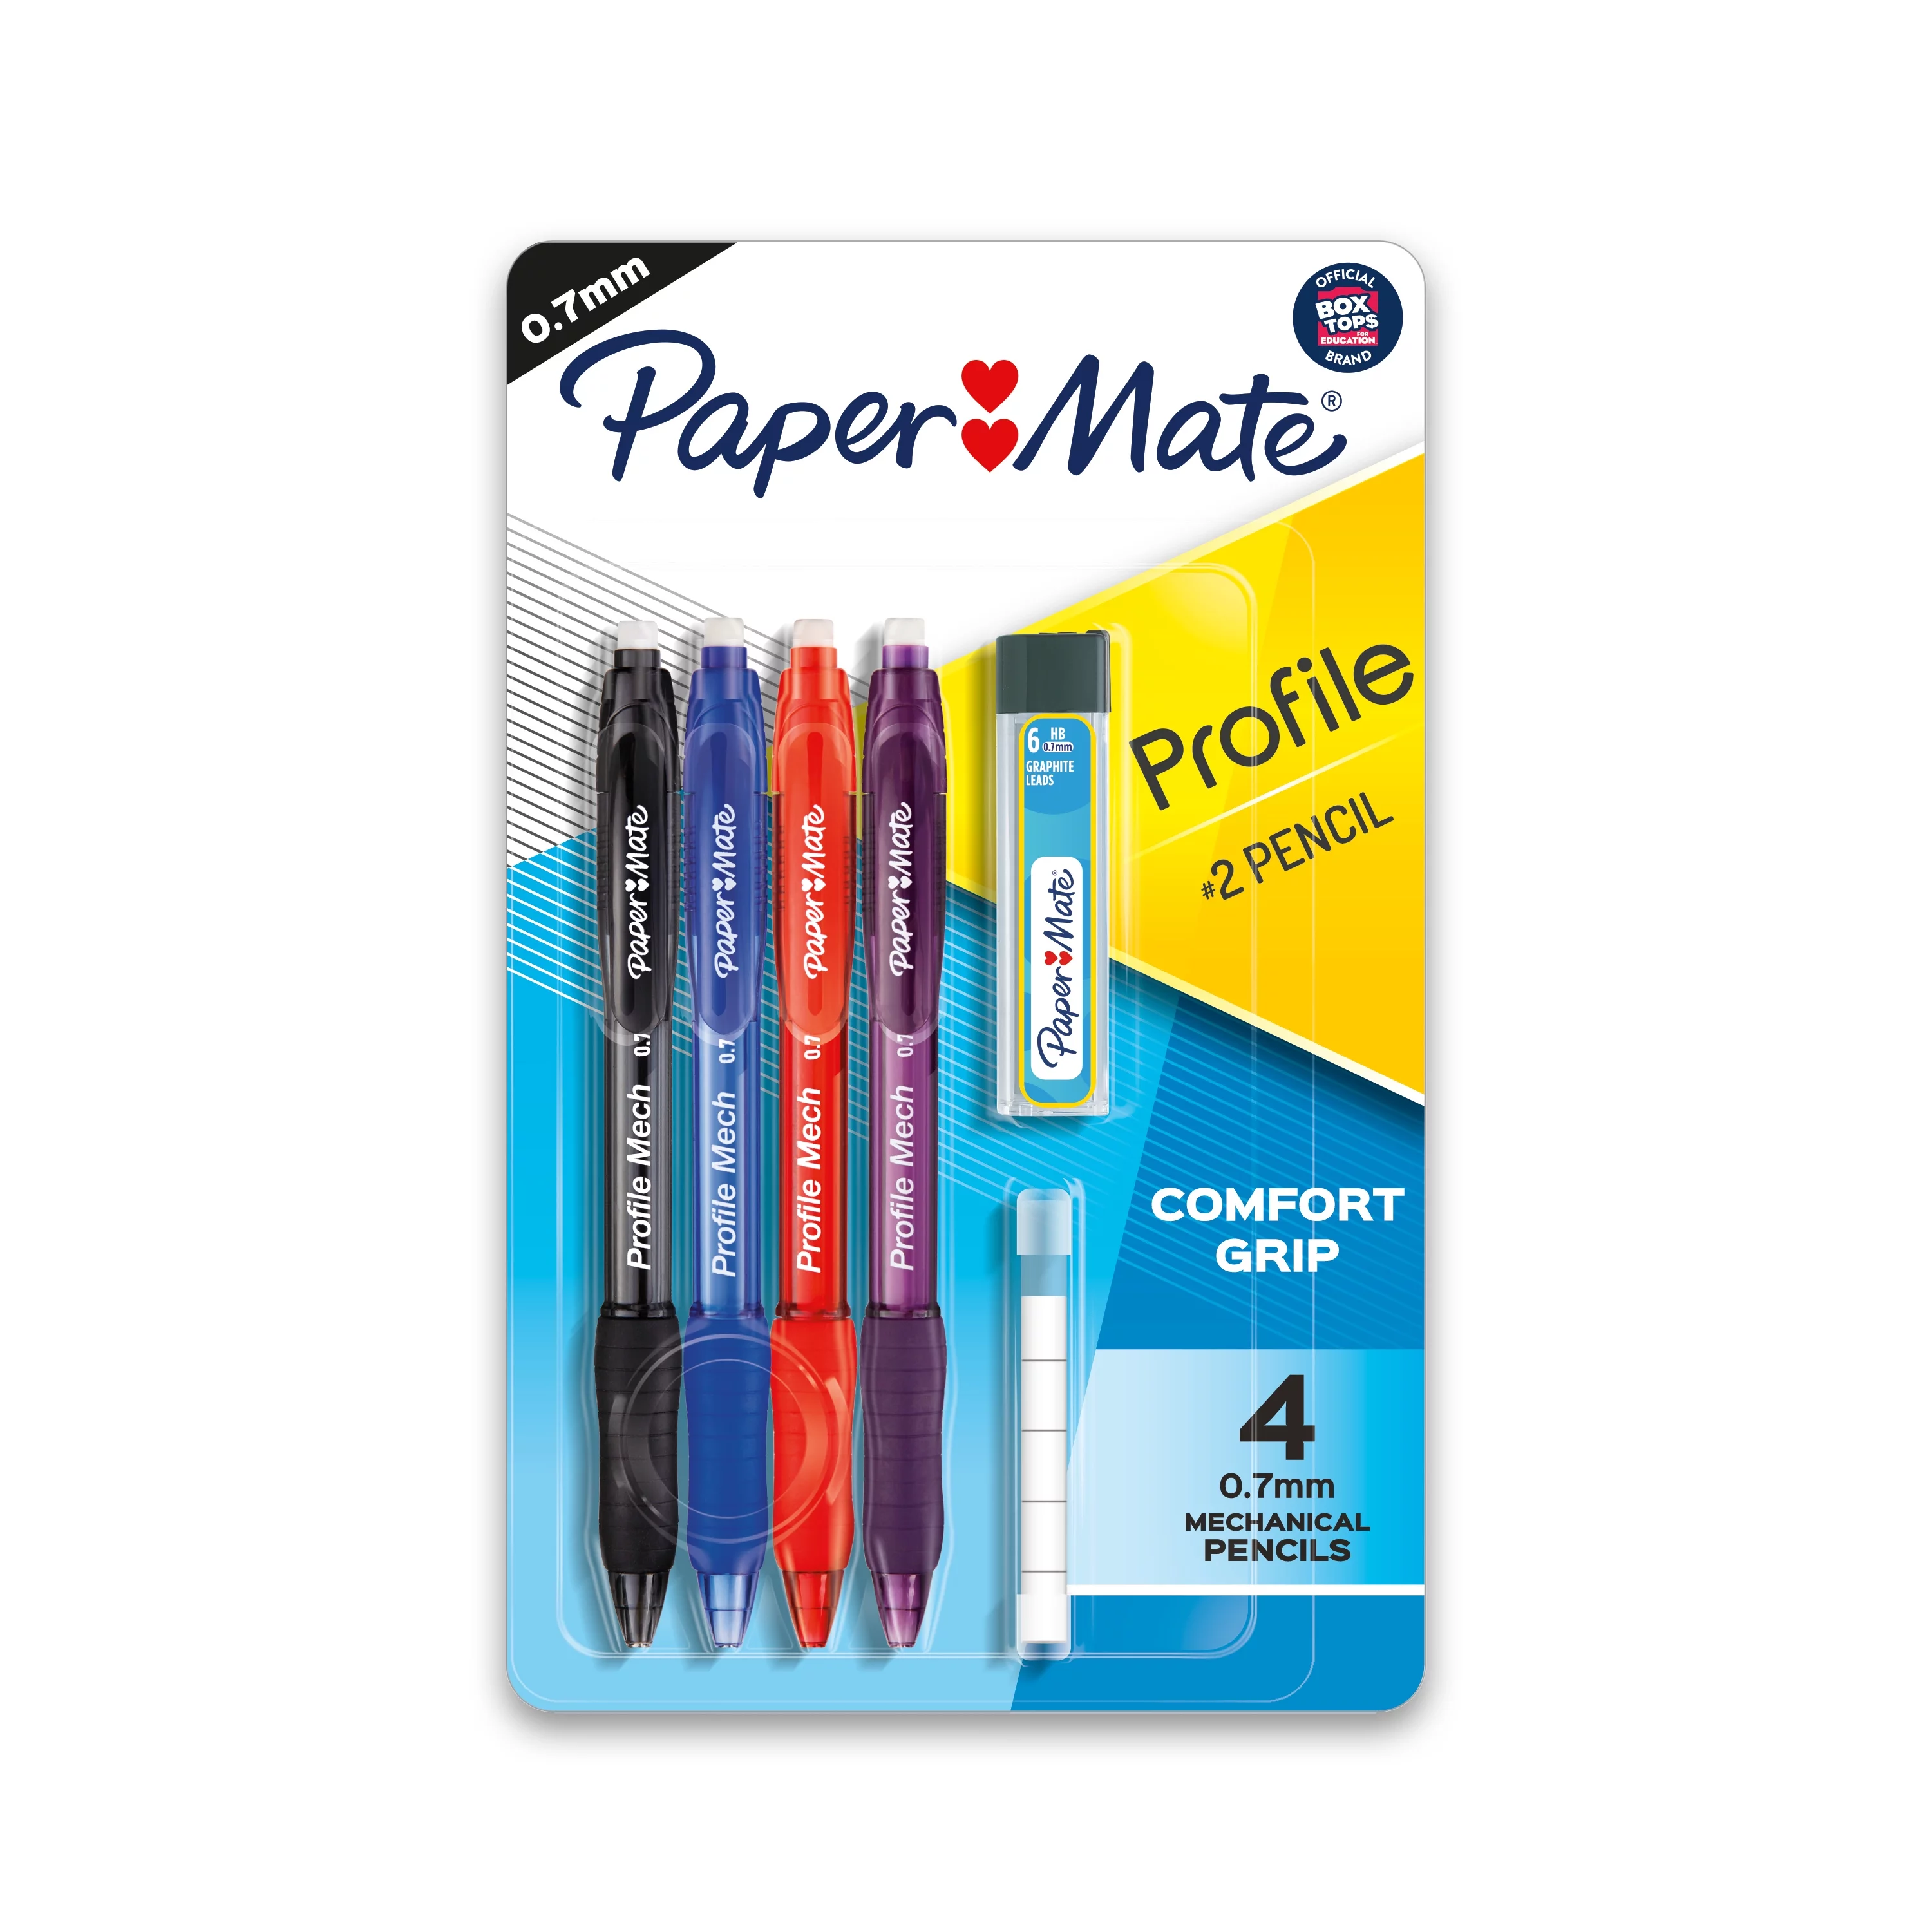 0.7mm
OFFICIAL
BOX
TOPS
FOR
EDUCATION
BRAND
Paper Mate®
Profile
#2 PENCIL
6 HB
0.7mm
GRAPHITE
LEADS
Paper Mate®
Paper Mate
Profile Mech 0.7
Paper Mate
Profile Mech 0.7
Paper Mate
Profile Mech 0.7
Paper Mate
Profile Mech 0.7
COMFORT
GRIP
4
0.7mm
MECHANICAL
PENCILS